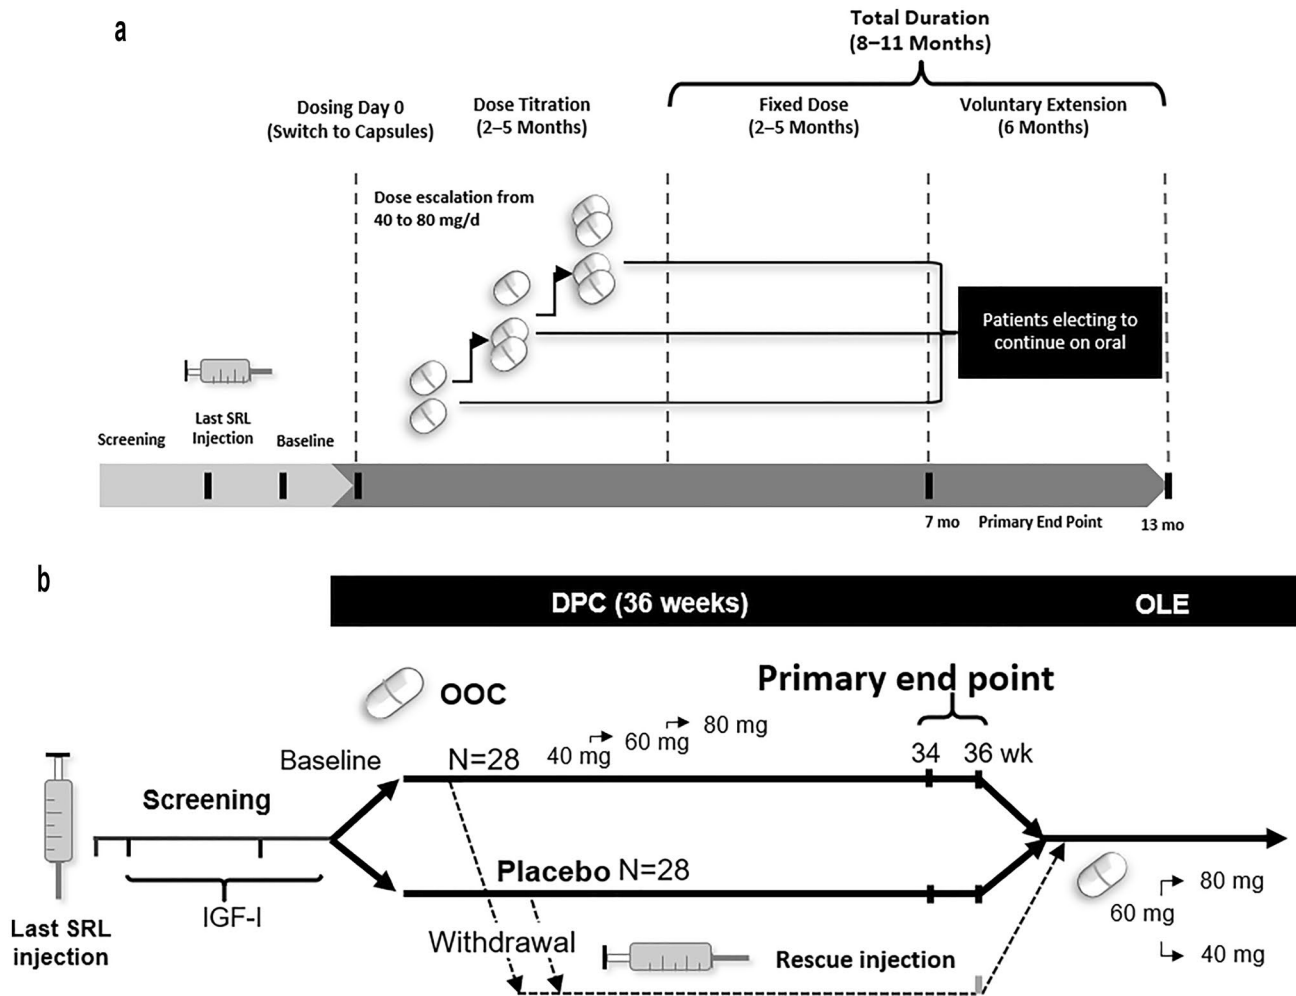 a
Total Duration
(8–11 Months)
Dosing Day 0
(Switch to Capsules)
Dose Titration
(2–5 Months)
Fixed Dose
(2–5 Months)
Voluntary Extension
(6 Months)
Dose escalation from
40 to 80 mg/d
Patients electing to
continue on oral
Screening
Last SRL
Injection
Baseline
7 mo
Primary End Point
13 mo
b
DPC (36 weeks)
OLE
OOC
Primary end point
Baseline
N=28
40 mg
60 mg
80 mg
34
36 wk
Screening
IGF-I
Last SRL
injection
Placebo N=28
Withdrawal
Rescue injection
60 mg
80 mg
40 mg